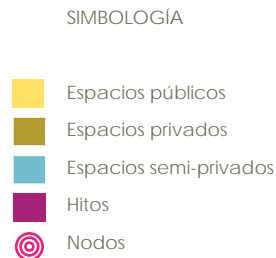 SIMBOLOGÍA
Espacios públicos
Espacios privados
Espacios semi-privados
Hitos
Nodos